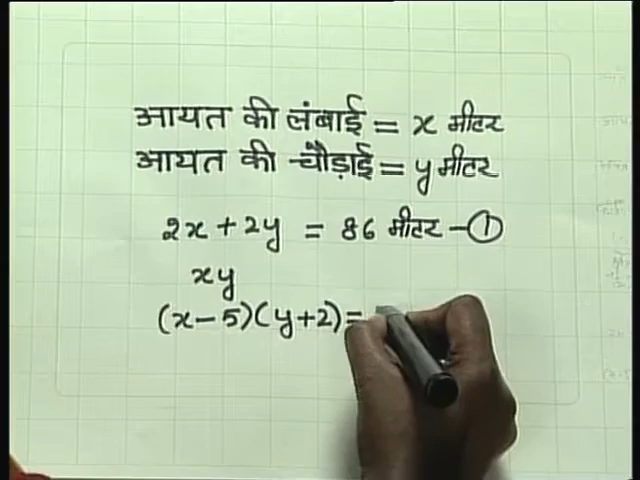 आयत की लंबाई = x मीटर
आयत की चौड़ाई = y मीटर
2x + 2y = 86 मीटर - ①
xy
(x - 5)(y + 2) =